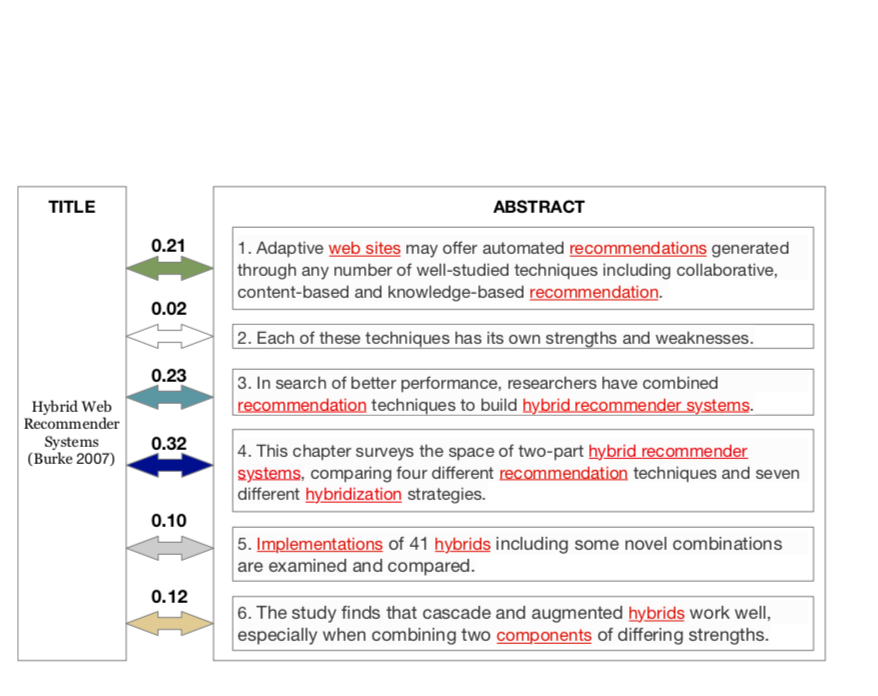 TITLE
ABSTRACT
0.21
1. Adaptive web sites may offer automated recommendations generated
through any number of well-studied techniques including collaborative,
content-based and knowledge-based recommendation.
0.02
2. Each of these techniques has its own strengths and weaknesses.
0.23
3. In search of better performance, researchers have combined
recommendation techniques to build hybrid recommender systems.
Hybrid Web
Recommender
Systems
(Burke 2007)
0.32
4. This chapter surveys the space of two-part hybrid recommender
systems, comparing four different recommendation techniques and seven
different hybridization strategies.
0.10
5. Implementations of 41 hybrids including some novel combinations
are examined and compared.
0.12
6. The study finds that cascade and augmented hybrids work well,
especially when combining two components of differing strengths.